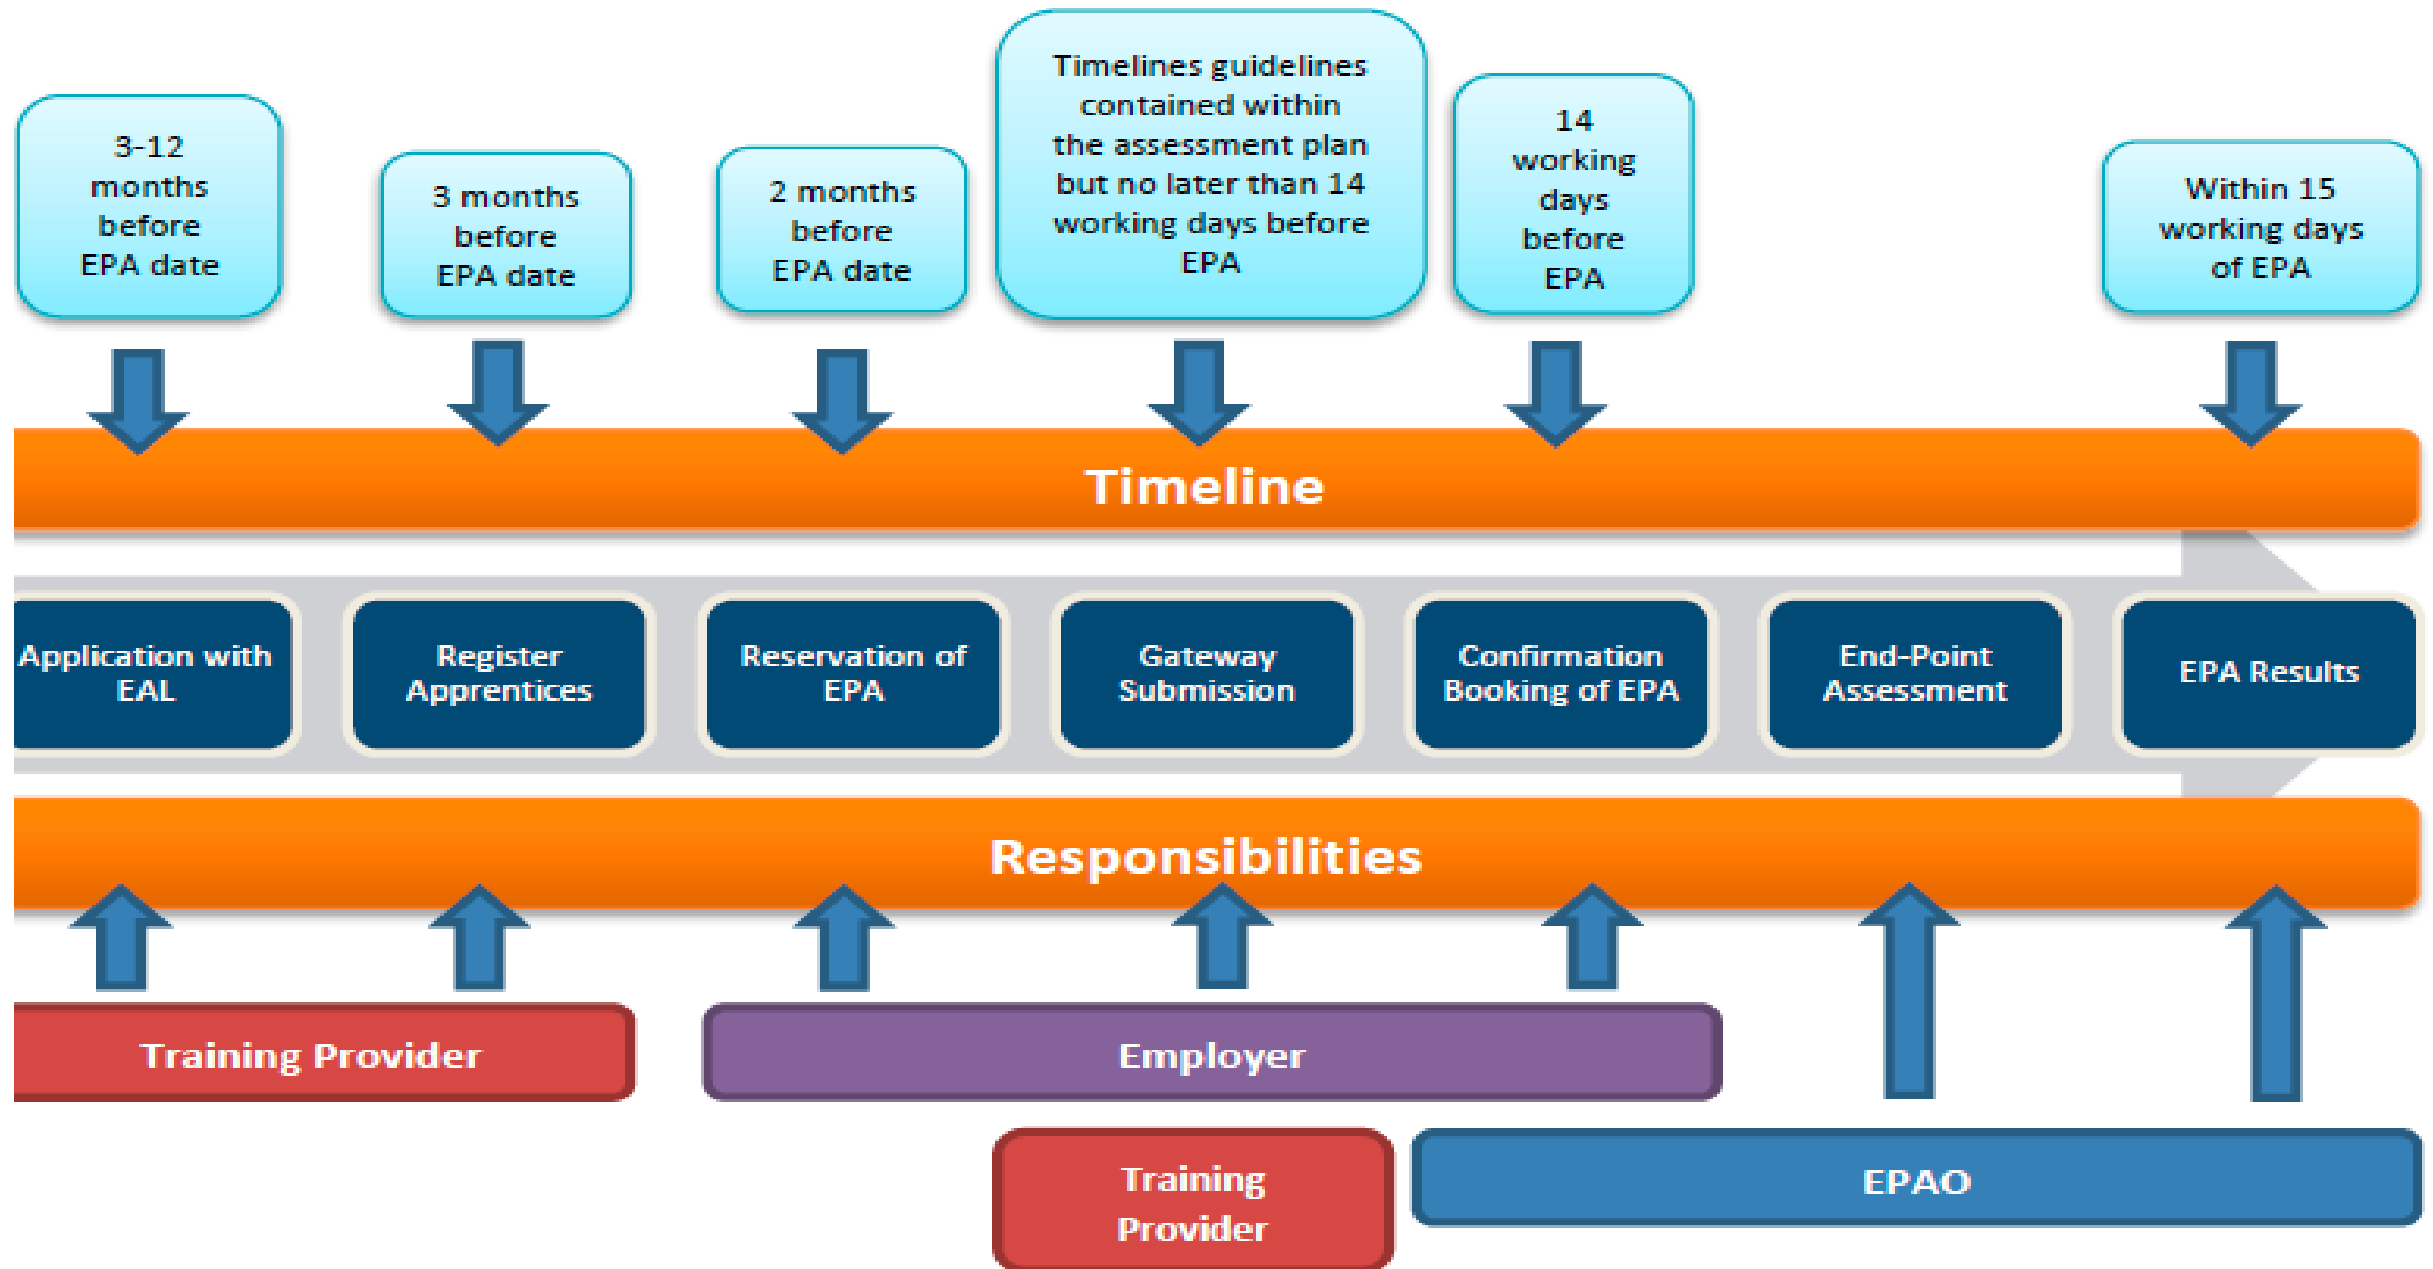 3-12
months
before
EPA date
3 months
before
EPA date
2 months
before
EPA date
Timelines guidelines
contained within
the assessment plan
but no later than 14
working days before
EPA
14
working
days
before
EPA
Within 15
working days
of EPA
Timeline
Application with
EAL
Register
Apprentices
Reservation of
EPA
Gateway
Submission
Confirmation
Booking of EPA
End-Point
Assessment
EPA Results
Responsibilities
Training Provider
Employer
Training
Provider
EPAO